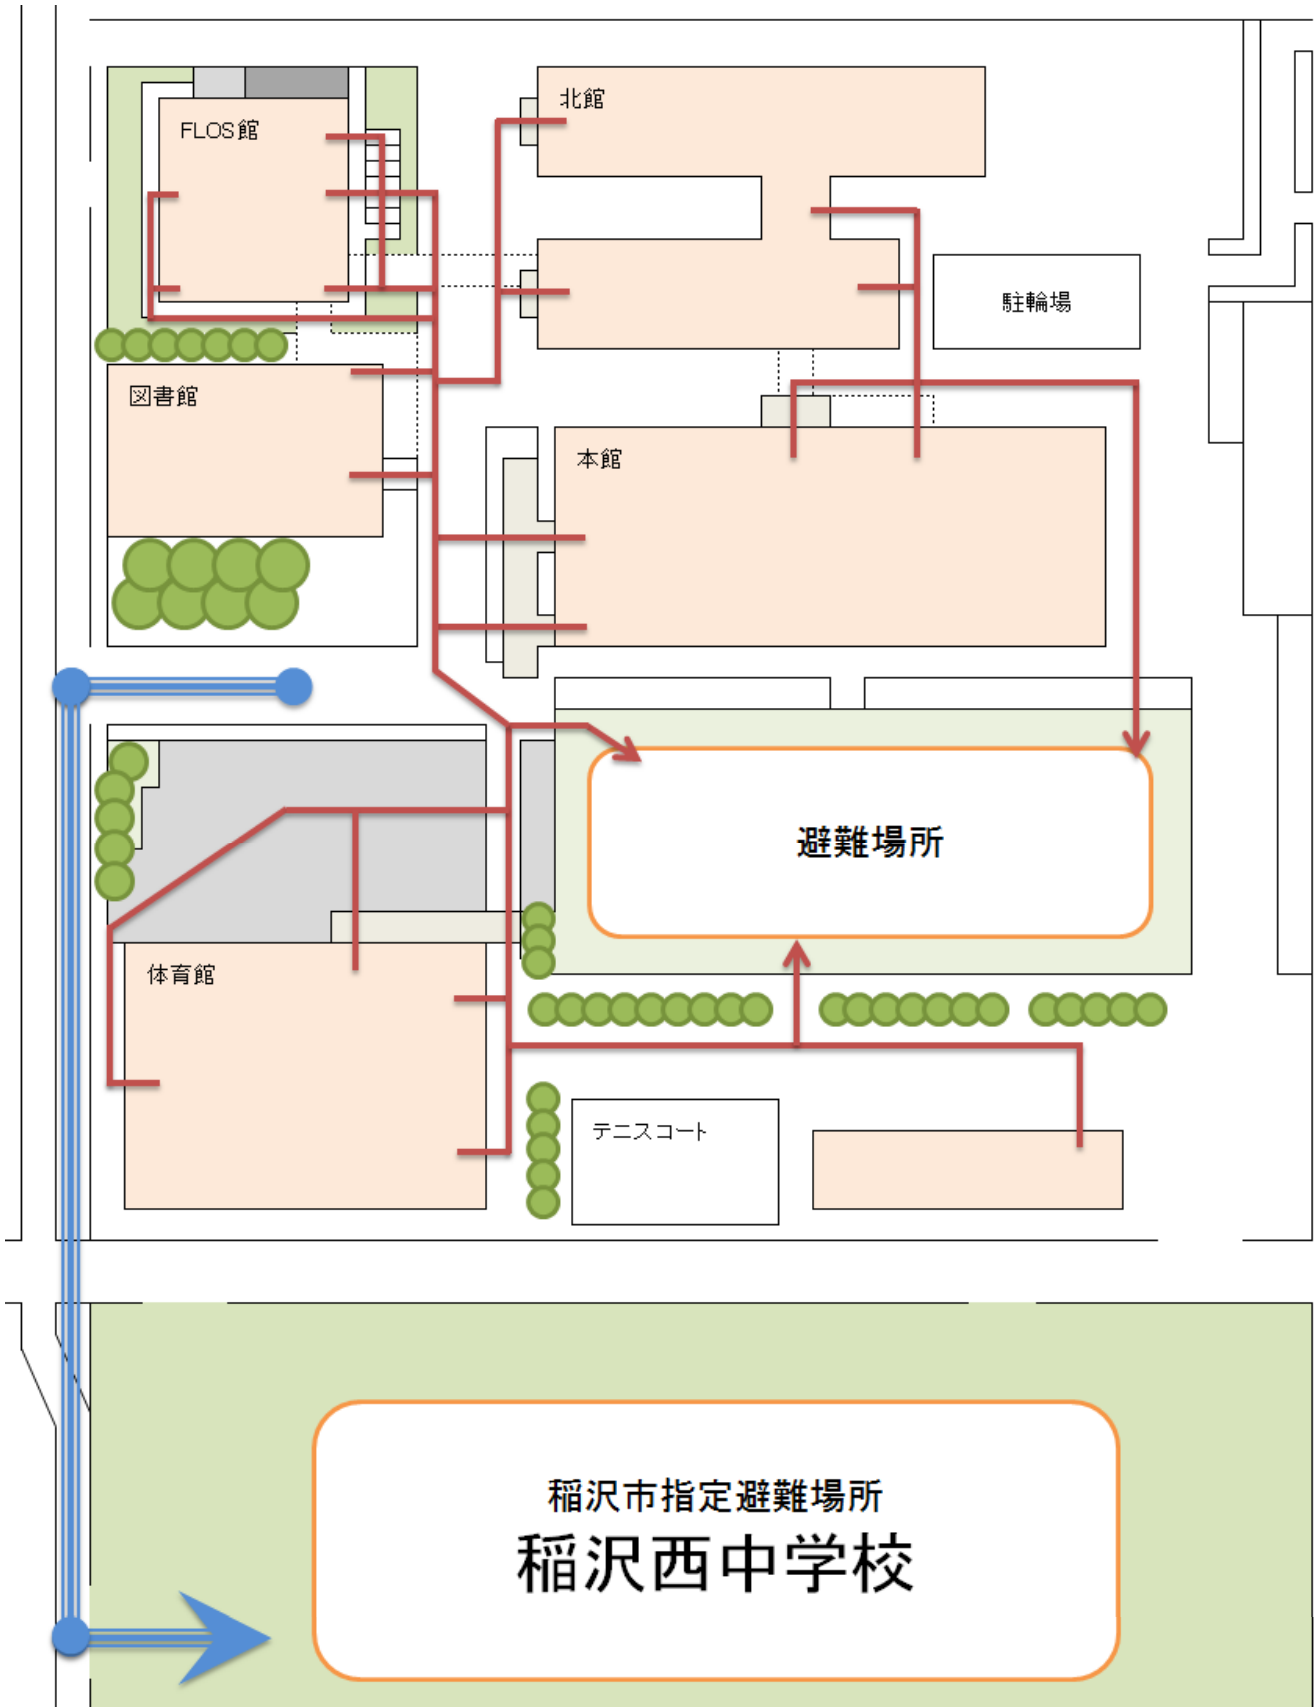 北館
FLOS館
駐輪場
図書館
本館
避難場所
体育館
テニスコート
稲沢市指定避難場所
稲沢西中学校